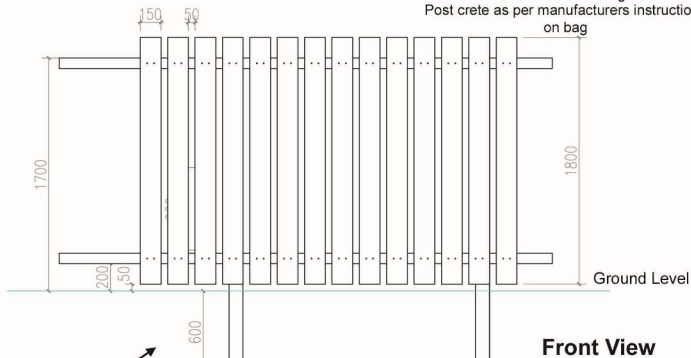 Post crete as per manufacturers instructio
on bag
150 50
1700
1800
200
50
Ground Level
600
Front View